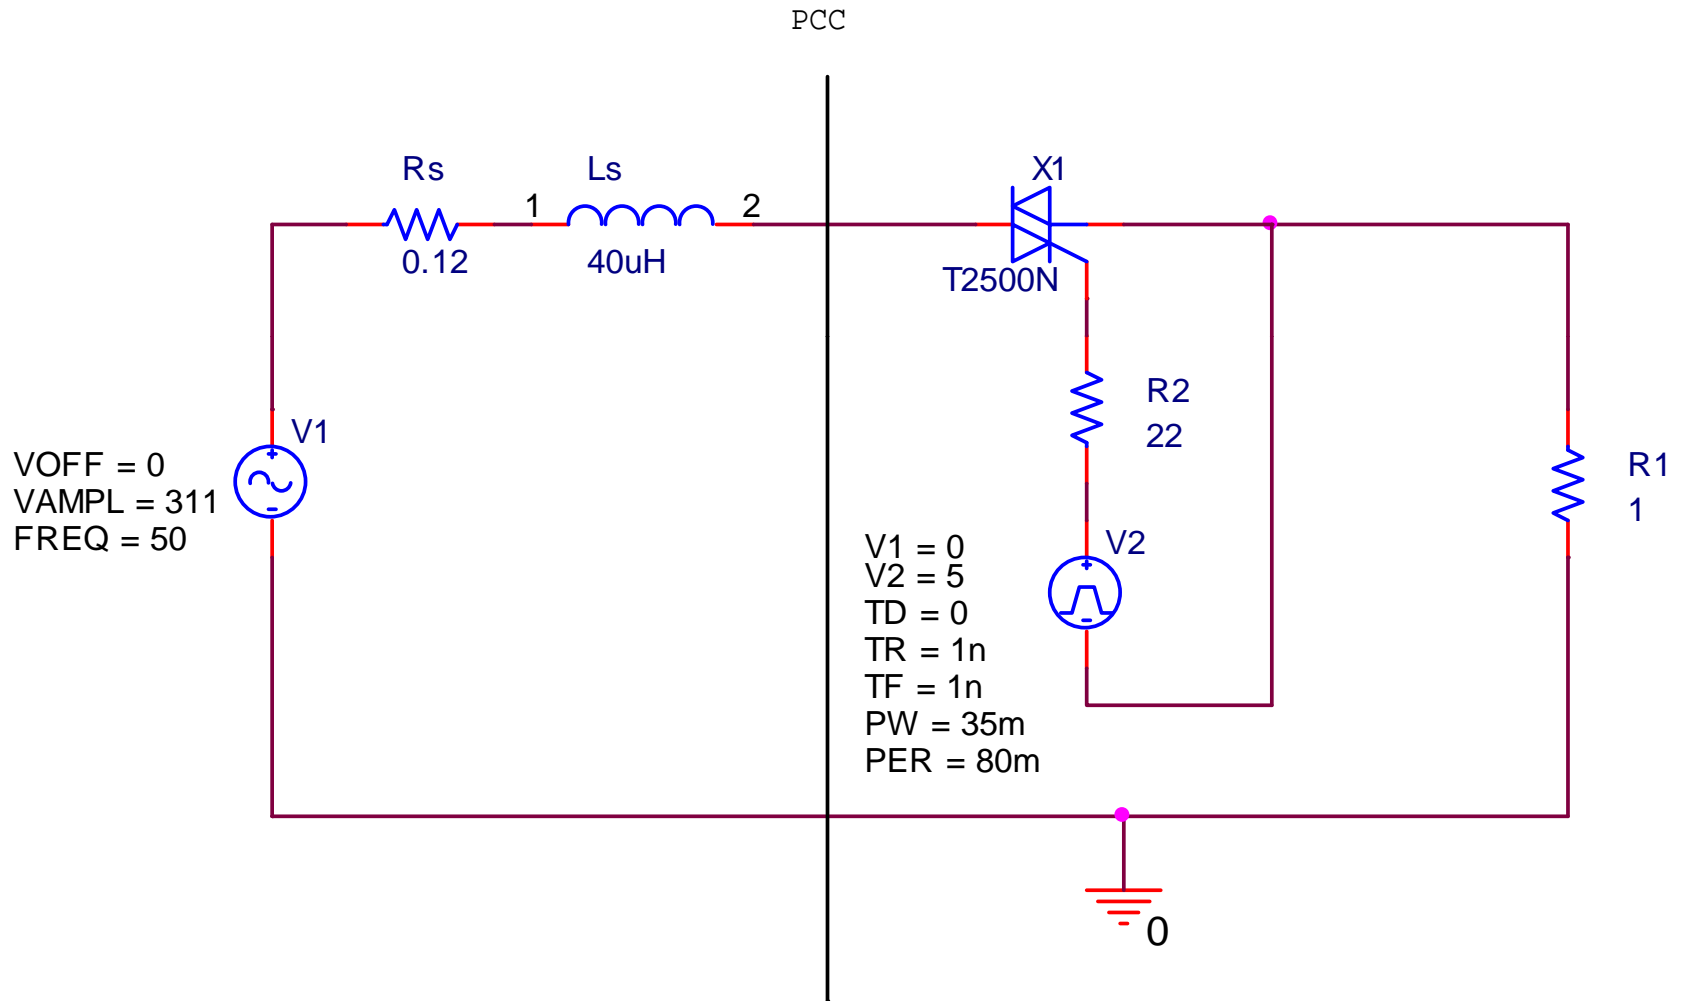 PCC
Rs
Ls
X1
1
2
0.12
40uH
T2500N
R2
22
V1
VOFF = 0
VAMPL = 311
FREQ = 50
R1
1
V2
V1 = 0
V2 = 5
TD = 0
TR = 1n
TF = 1n
PW = 35m
PER = 80m
0